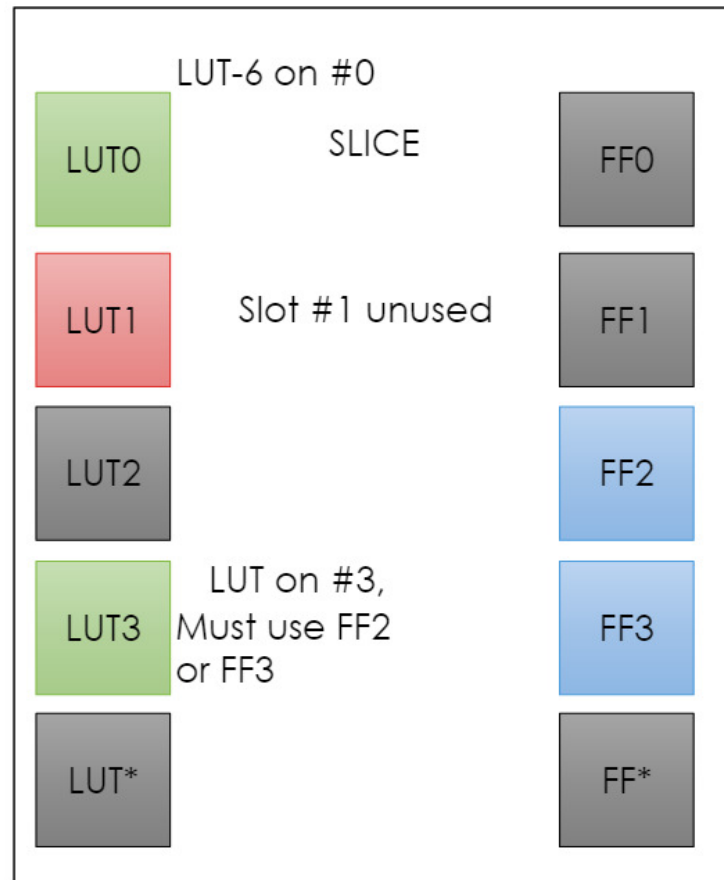 LUT-6 on #0
LUT0
SLICE
FF0
LUT1
Slot #1 unused
FF1
LUT2
FF2
LUT3
LUT on #3,
Must use FF2
or FF3
FF3
LUT*
FF*